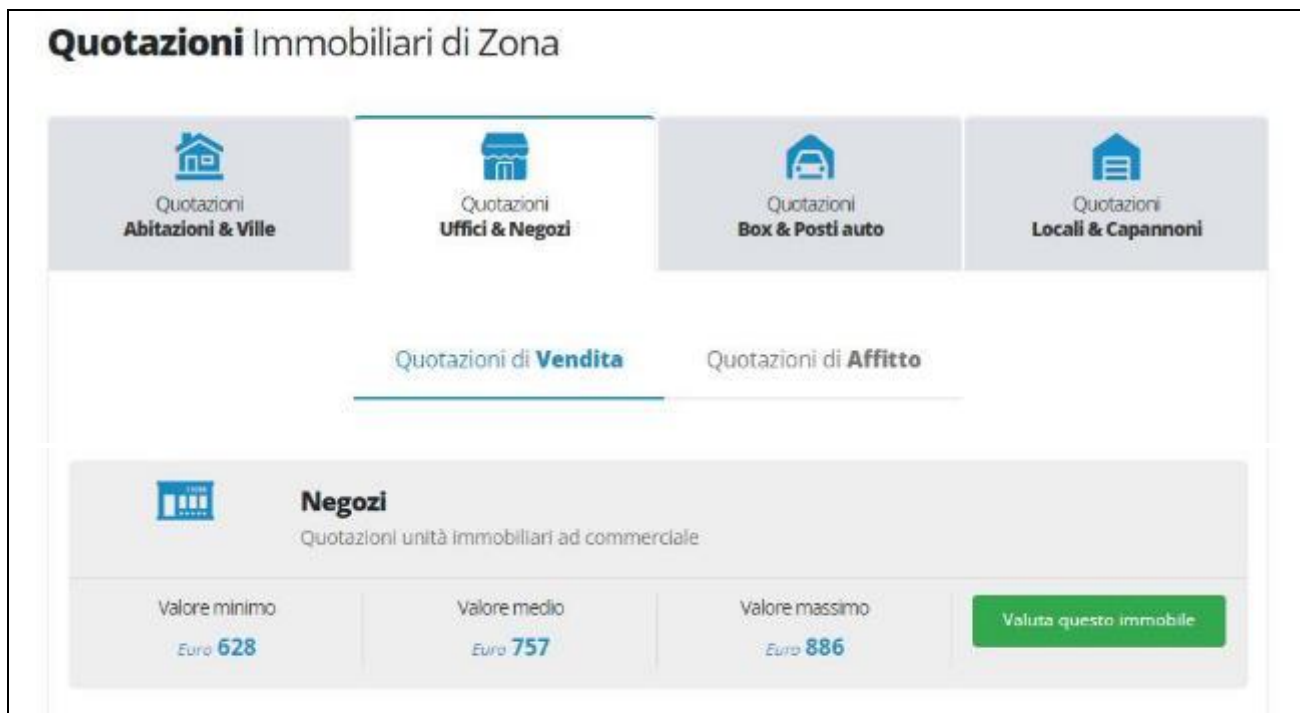 Quotazioni Immobiliari di Zona
Quotazioni
Abitazioni & Ville
Quotazioni
Uffici & Negozi
Quotazioni
Box & Posti auto
Quotazioni
Locali & Capannoni
Quotazioni di Vendita
Quotazioni di Affitto
Negozi
Quotazioni unità immobiliari ad commerciale
Valore minimo
Euro 628
Valore medio
Euro 757
Valore massimo
Euro 886
Valuta questo immobile